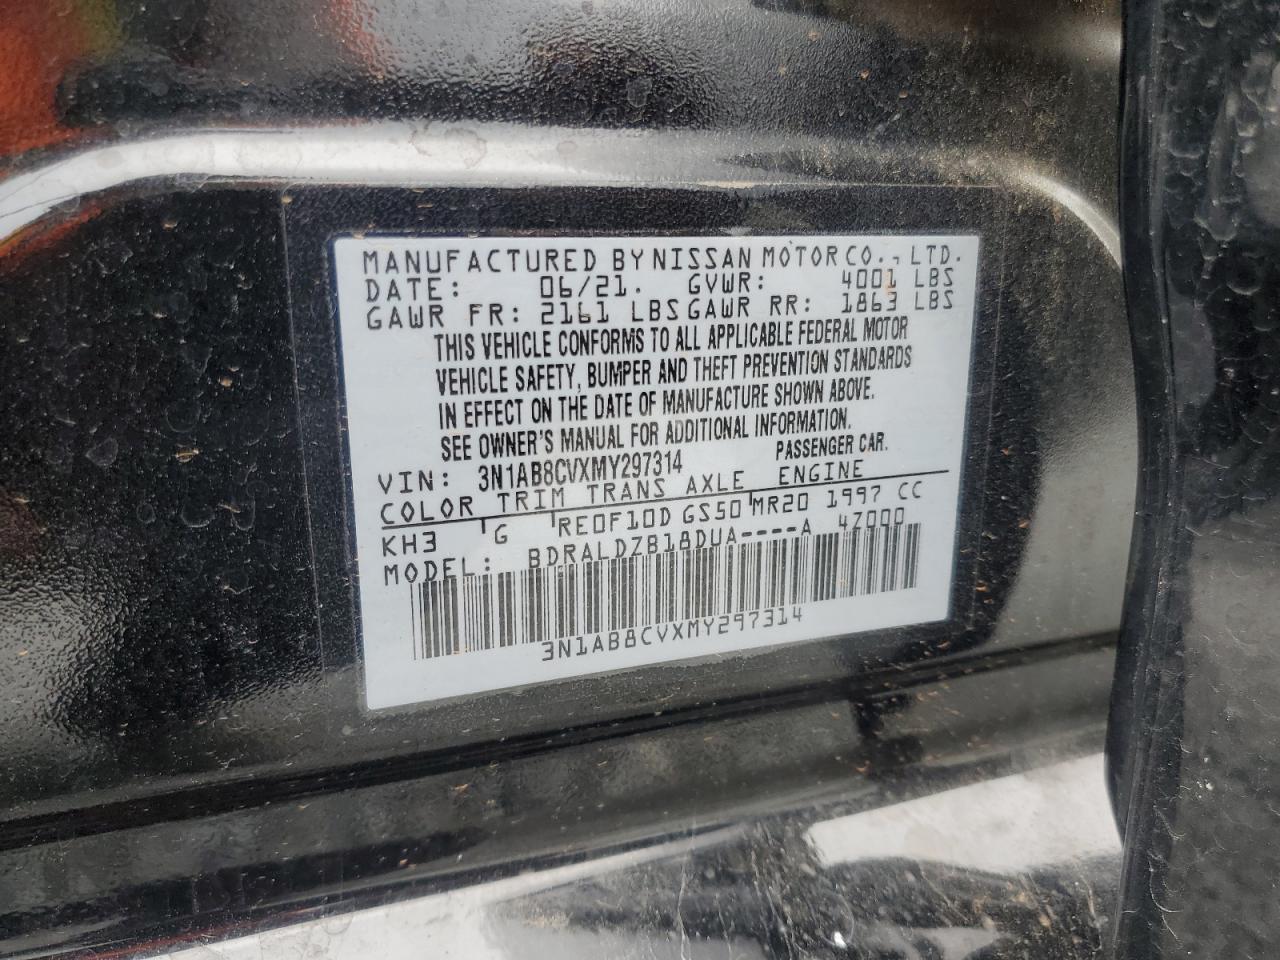 MANUFACTURED BY NISSAN MOTOR CO., LTD.
DATE: 06/21. GVWR: 4001 LBS
GAWR FR: 2161 LBS GAWR RR: 1863 LBS
THIS VEHICLE CONFORMS TO ALL APPLICABLE FEDERAL MOTOR
VEHICLE SAFETY, BUMPER AND THEFT PREVENTION STANDARDS
IN EFFECT ON THE DATE OF MANUFACTURE SHOWN ABOVE.
SEE OWNER'S MANUAL FOR ADDITIONAL INFORMATION.
VIN: 3N1AB8CVXMY297314 PASSENGER CAR.
COLOR TRIM TRANS AXLE ENGINE
KH3 G RE0F10D GS50 MR20 1997 CC
MODEL: BDRALDZB18DUA----A 4Z000
3N1AB8CVXMY297314